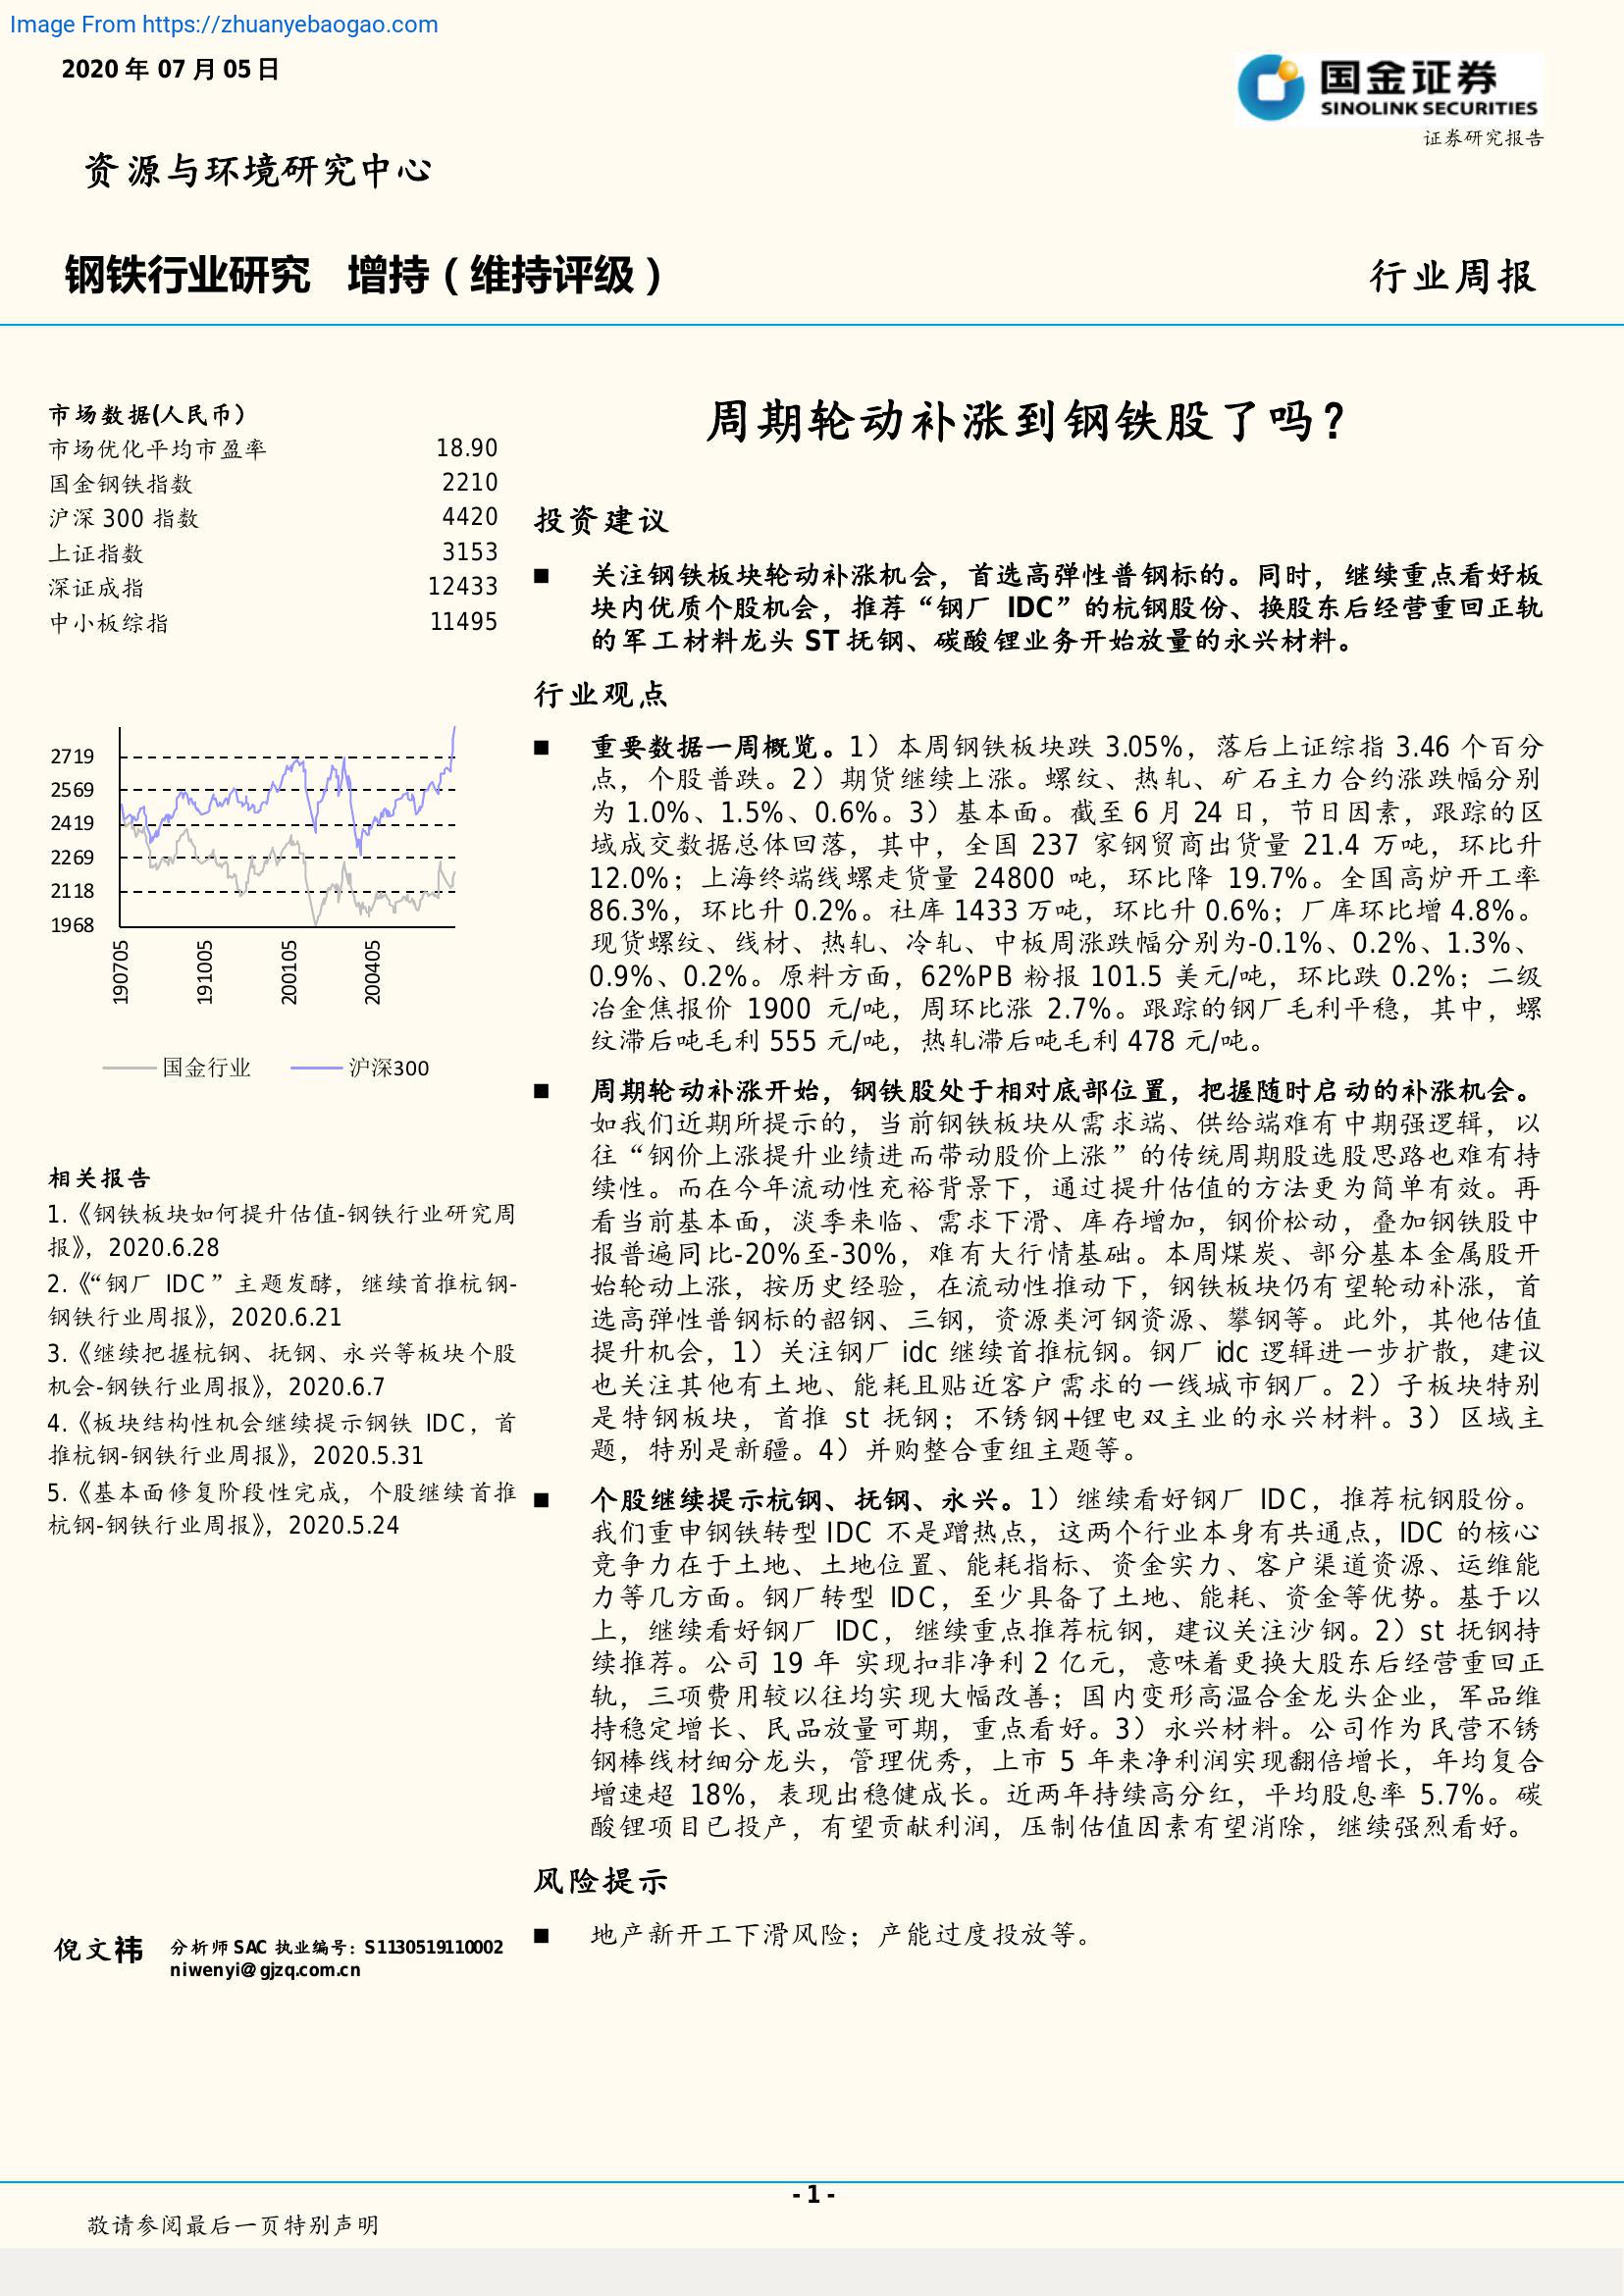 Image From https://zhuanyebaogao.com
2020 年 07 月 05 日
国金证券
SINOLINK SECURITIES
证券研究报告
资源与环境研究中心
钢铁行业研究 增持（维持评级）
行业周报
市场数据(人民币）
市场优化平均市盈率 18.90
国金钢铁指数 2210
沪深 300 指数 4420
上证指数 3153
深证成指 12433
中小板综指 11495
2719
2569
2419
2269
2118
1968
190705
191005
200105
200405
国金行业 沪深300
相关报告
1.《钢铁板块如何提升估值-钢铁行业研究周
报》，2020.6.28
2.《“钢厂 IDC”主题发酵，继续首推杭钢-
钢铁行业周报》，2020.6.21
3.《继续把握杭钢、抚钢、永兴等板块个股
机会-钢铁行业周报》，2020.6.7
4.《板块结构性机会继续提示钢铁 IDC，首
推杭钢-钢铁行业周报》，2020.5.31
5.《基本面修复阶段性完成，个股继续首推
杭钢-钢铁行业周报》，2020.5.24
倪文祎 分析师 SAC 执业编号：S1130519110002
niwenyi@gjzq.com.cn
周期轮动补涨到钢铁股了吗？
投资建议
■ 关注钢铁板块轮动补涨机会，首选高弹性普钢标的。同时，继续重点看好板
块内优质个股机会，推荐“钢厂 IDC”的杭钢股份、换股东后经营重回正轨
的军工材料龙头 ST 抚钢、碳酸锂业务开始放量的永兴材料。
行业观点
■ 重要数据一周概览。1）本周钢铁板块跌 3.05%，落后上证综指 3.46 个百分
点，个股普跌。2）期货继续上涨。螺纹、热轧、矿石主力合约涨跌幅分别
为 1.0%、1.5%、0.6%。3）基本面。截至 6 月 24 日，节日因素，跟踪的区
域成交数据总体回落，其中，全国 237 家钢贸商出货量 21.4 万吨，环比升
12.0%；上海终端线螺走货量 24800 吨，环比降 19.7%。全国高炉开工率
86.3%，环比升 0.2%。社库 1433 万吨，环比升 0.6%；厂库环比增 4.8%。
现货螺纹、线材、热轧、冷轧、中板周涨跌幅分别为-0.1%、0.2%、1.3%、
0.9%、0.2%。原料方面，62%PB 粉报 101.5 美元/吨，环比跌 0.2%；二级
冶金焦报价 1900 元/吨，周环比涨 2.7%。跟踪的钢厂毛利平稳，其中，螺
纹滞后吨毛利 555 元/吨，热轧滞后吨毛利 478 元/吨。
■ 周期轮动补涨开始，钢铁股处于相对底部位置，把握随时启动的补涨机会。
如我们近期所提示的，当前钢铁板块从需求端、供给端难有中期强逻辑，以
往“钢价上涨提升业绩进而带动股价上涨”的传统周期股选股思路也难有持
续性。而在今年流动性充裕背景下，通过提升估值的方法更为简单有效。再
看当前基本面，淡季来临、需求下滑、库存增加，钢价松动，叠加钢铁股中
报普遍同比-20%至-30%，难有大行情基础。本周煤炭、部分基本金属股开
始轮动上涨，按历史经验，在流动性推动下，钢铁板块仍有望轮动补涨，首
选高弹性普钢标的韶钢、三钢，资源类河钢资源、攀钢等。此外，其他估值
提升机会，1）关注钢厂 idc 继续首推杭钢。钢厂 idc 逻辑进一步扩散，建议
也关注其他有土地、能耗且贴近客户需求的一线城市钢厂。2）子板块特别
是特钢板块，首推 st 抚钢；不锈钢+锂电双主业的永兴材料。3）区域主
题，特别是新疆。4）并购整合重组主题等。
■ 个股继续提示杭钢、抚钢、永兴。1）继续看好钢厂 IDC，推荐杭钢股份。
我们重申钢铁转型 IDC 不是蹭热点，这两个行业本身有共通点，IDC 的核心
竞争力在于土地、土地位置、能耗指标、资金实力、客户渠道资源、运维能
力等几方面。钢厂转型 IDC，至少具备了土地、能耗、资金等优势。基于以
上，继续看好钢厂 IDC，继续重点推荐杭钢，建议关注沙钢。2）st 抚钢持
续推荐。公司 19 年 实现扣非净利 2 亿元，意味着更换大股东后经营重回正
轨，三项费用较以往均实现大幅改善；国内变形高温合金龙头企业，军品维
持稳定增长、民品放量可期，重点看好。3）永兴材料。公司作为民营不锈
钢棒线材细分龙头，管理优秀，上市 5 年来净利润实现翻倍增长，年均复合
增速超 18%，表现出稳健成长。近两年持续高分红，平均股息率 5.7%。碳
酸锂项目已投产，有望贡献利润，压制估值因素有望消除，继续强烈看好。
风险提示
■ 地产新开工下滑风险；产能过度投放等。
- 1 -
敬请参阅最后一页特别声明